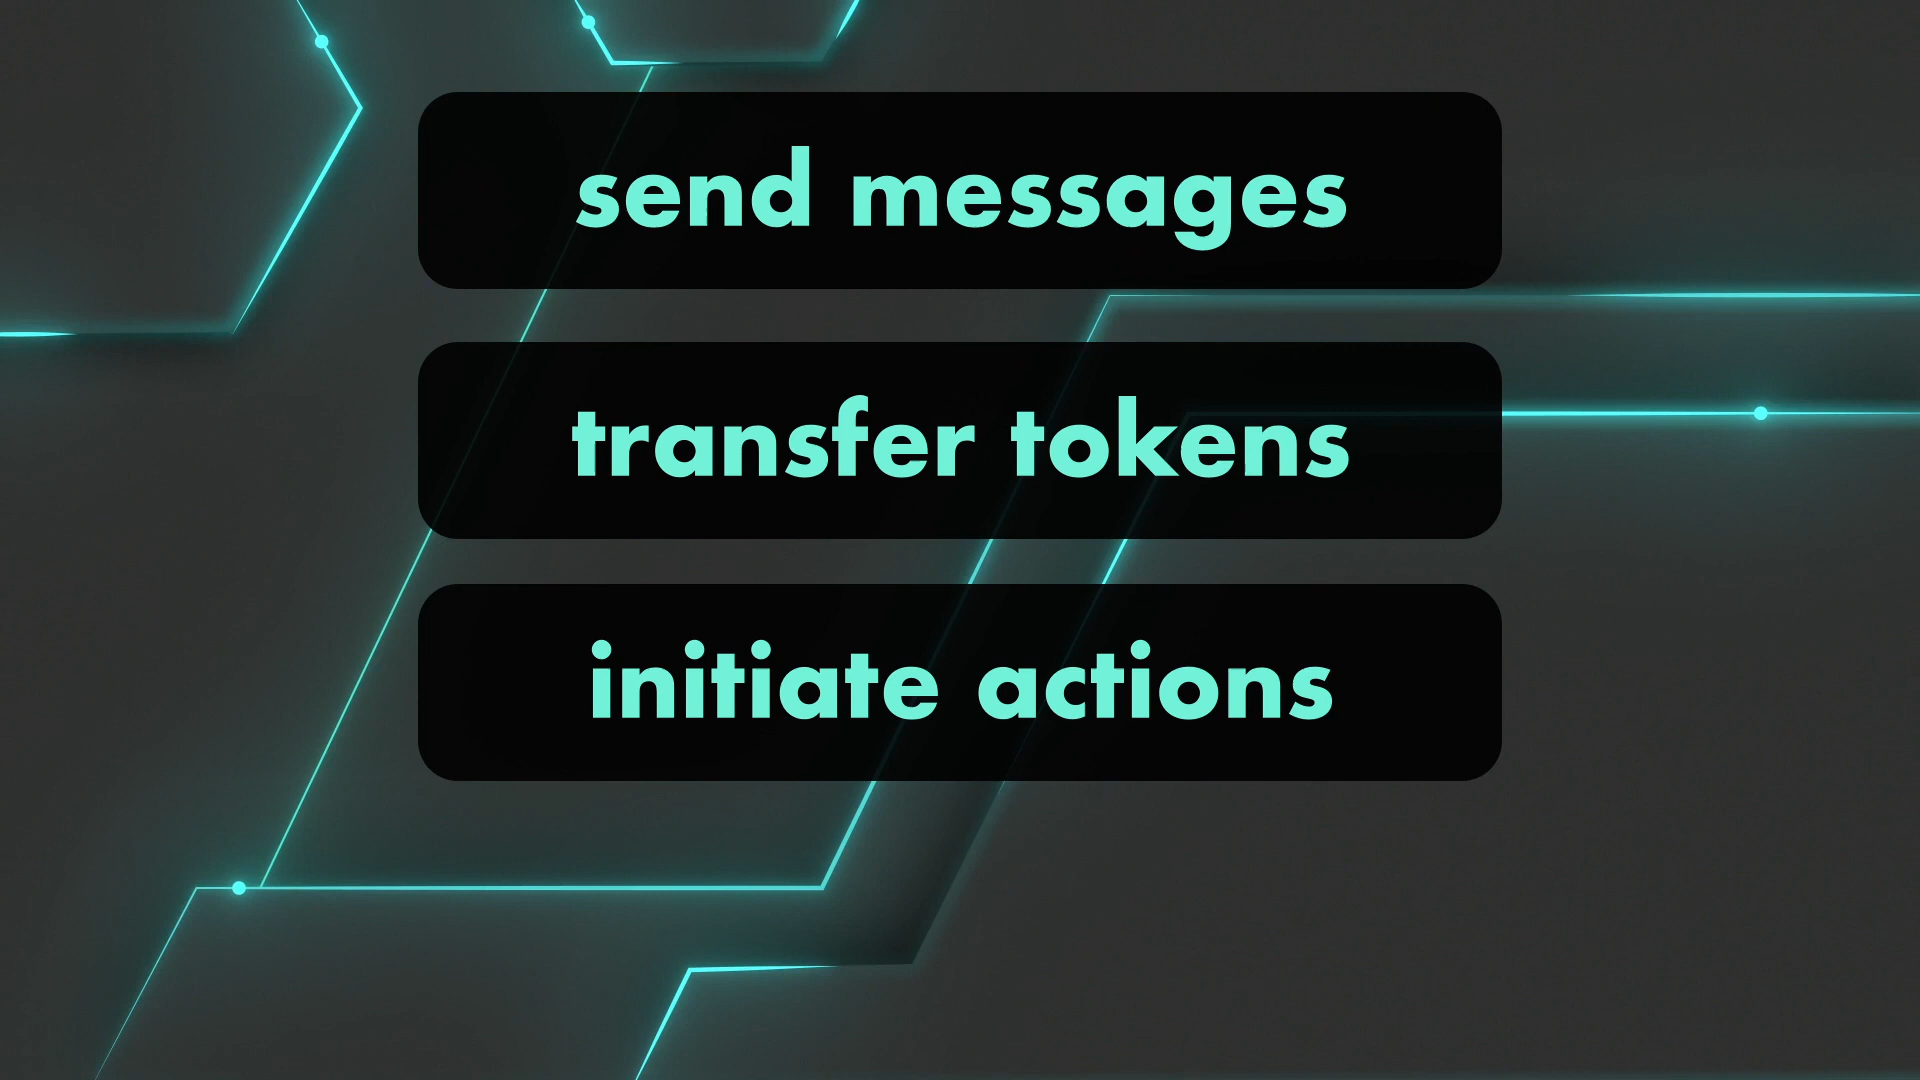 send messages
transfer tokens
initiate actions